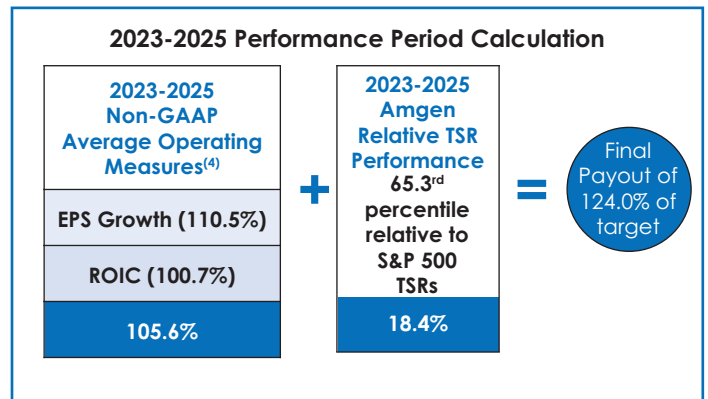 2023-2025 Performance Period Calculation
2023-2025
Non-GAAP
Average Operating
Measures(4)
EPS Growth (110.5%)
ROIC (100.7%)
105.6%
+
2023-2025
Amgen
Relative TSR
Performance
65.3rd
percentile
relative to
S&P 500
TSRs
18.4%
=
Final
Payout of
124.0% of
target